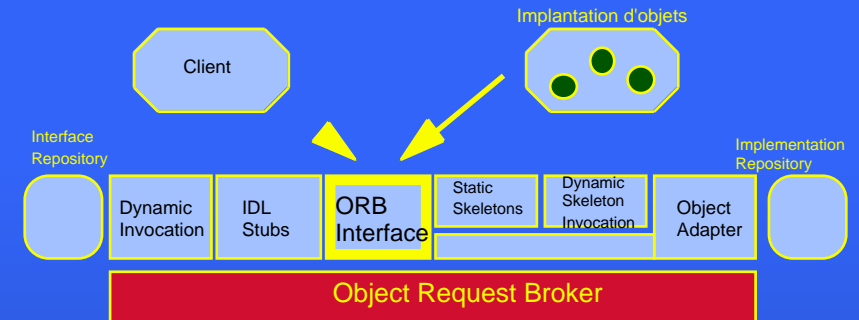 Implantation d'objets
Client
Interface
Repository
Implementation
Repository
Dynamic
Invocation
IDL
Stubs
ORB
Interface
Static
Skeletons
Dynamic
Skeleton
Invocation
Object
Adapter
Object Request Broker